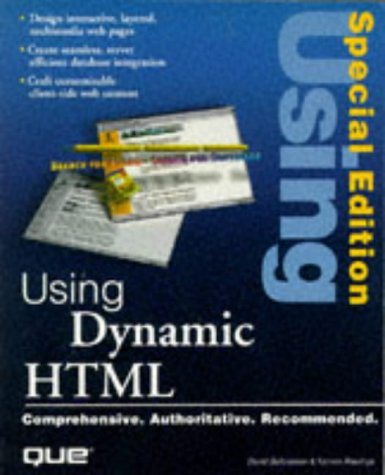 • Design interactive, layered,
multimedia web pages
• Create seamless, server
efficient database integration
• Craft customizable
client-side web content
Special Edition
Using
Using
Dynamic
HTML
Comprehensive. Authoritative. Recommended.
QUE